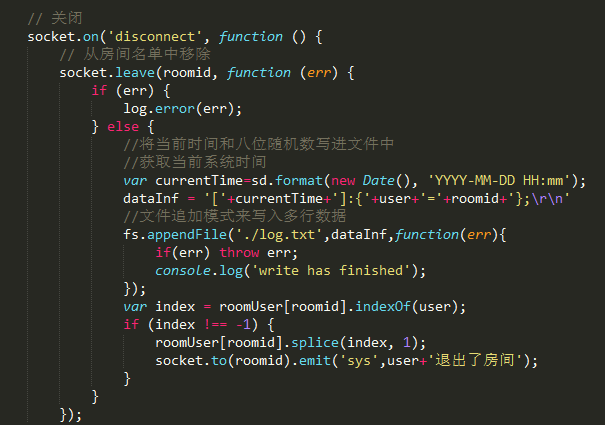 // 关闭
socket.on('disconnect', function () {
    // 从房间名单中移除
    socket.leave(roomid, function (err) {
        if (err) {
            log.error(err);
        } else {
            //将当前时间和八位随机数写进文件中
            //获取当前系统时间
            var currentTime=sd.format(new Date(), 'YYYY-MM-DD HH:mm');
            dataInf = '['+currentTime+']:{'+user+'='+roomid+'};\r\n'
            //文件追加模式来写入多行数据
            fs.appendFile('./log.txt',dataInf,function(err){
                if(err) throw err;
                console.log('write has finished');
            });
            var index = roomUser[roomid].indexOf(user);
            if (index !== -1) {
                roomUser[roomid].splice(index, 1);
                socket.to(roomid).emit('sys',user+'退出了房间');
            }
        }
    });